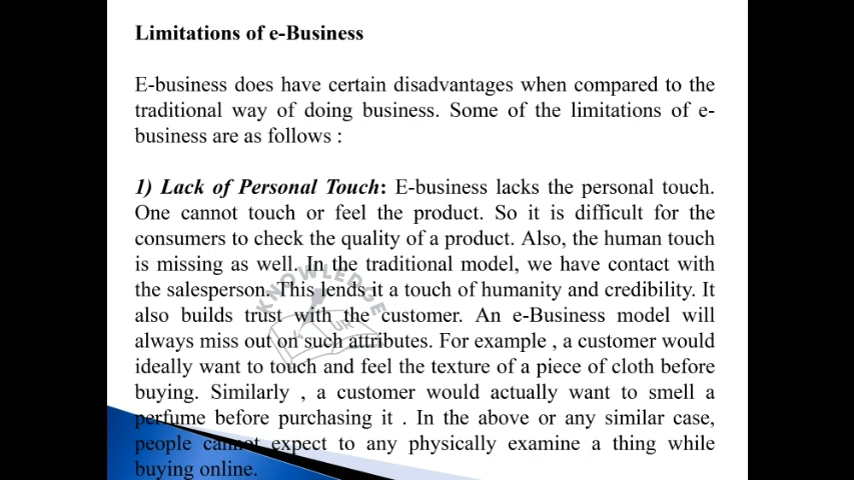 Limitations of e-Business
E-business does have certain disadvantages when compared to the
traditional way of doing business. Some of the limitations of e-
business are as follows :
1) Lack of Personal Touch: E-business lacks the personal touch.
One cannot touch or feel the product. So it is difficult for the
consumers to check the quality of a product. Also, the human touch
is missing as well. In the traditional model, we have contact with
the salesperson. This lends it a touch of humanity and credibility. It
also builds trust with the customer. An e-Business model will
always miss out on such attributes. For example , a customer would
ideally want to touch and feel the texture of a piece of cloth before
buying. Similarly , a customer would actually want to smell a
perfume before purchasing it . In the above or any similar case,
people cannot expect to any physically examine a thing while
buying online.
KNOWLEDGE